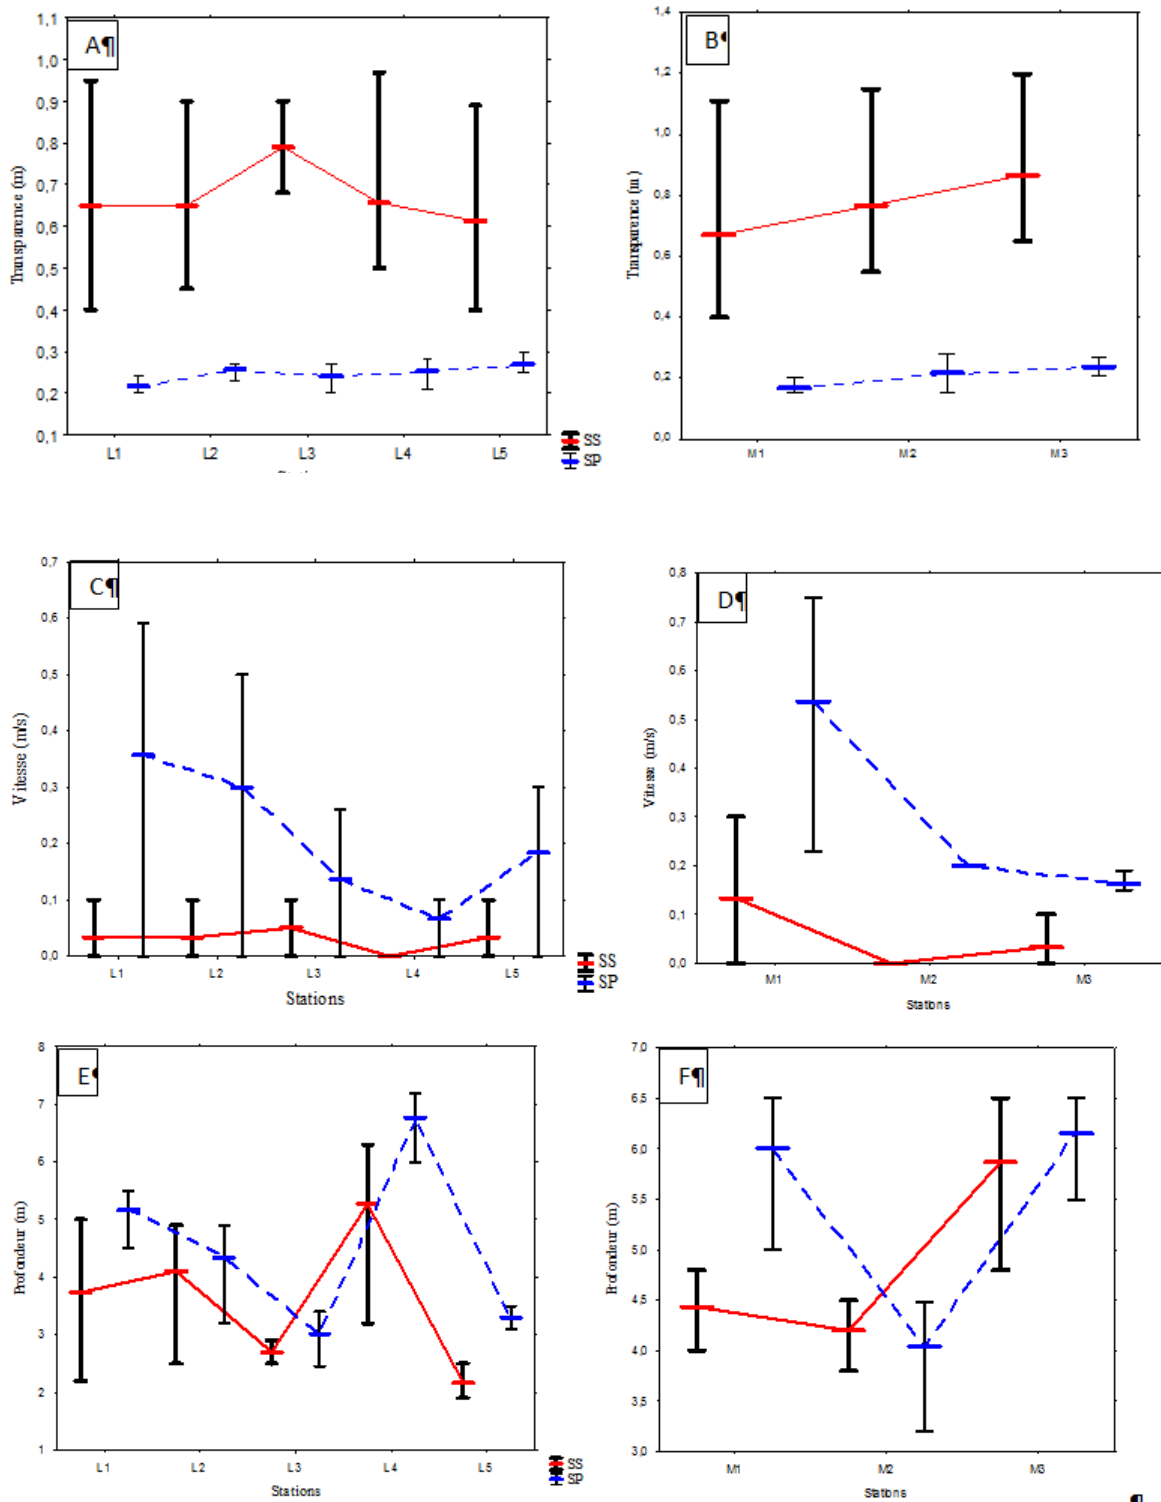 A¶
Transparence (m)
1,1
1,0
0,9
0,8
0,7
0,6
0,5
0,4
0,3
0,2
0,1
L1 L2 L3 L4 L5
SS
SP
B¶
Transparence (m)
1,4
1,2
1,0
0,8
0,6
0,4
0,2
0,0
M1 M2 M3
C¶
Vitesse (m/s)
0,7
0,6
0,5
0,4
0,3
0,2
0,1
0,0
L1 L2 L3 L4 L5
Stations
SS
SP
D¶
Vitesse (m/s)
0,8
0,7
0,6
0,5
0,4
0,3
0,2
0,1
0,0
M1 M2 M3
Stations
E¶
Profondeur (m)
8
7
6
5
4
3
2
1
L1 L2 L3 L4 L5
Stations
SS
SP
F¶
Profondeur (m)
7,0
6,5
6,0
5,5
5,0
4,5
4,0
3,5
3,0
M1 M2 M3
Stations
¶